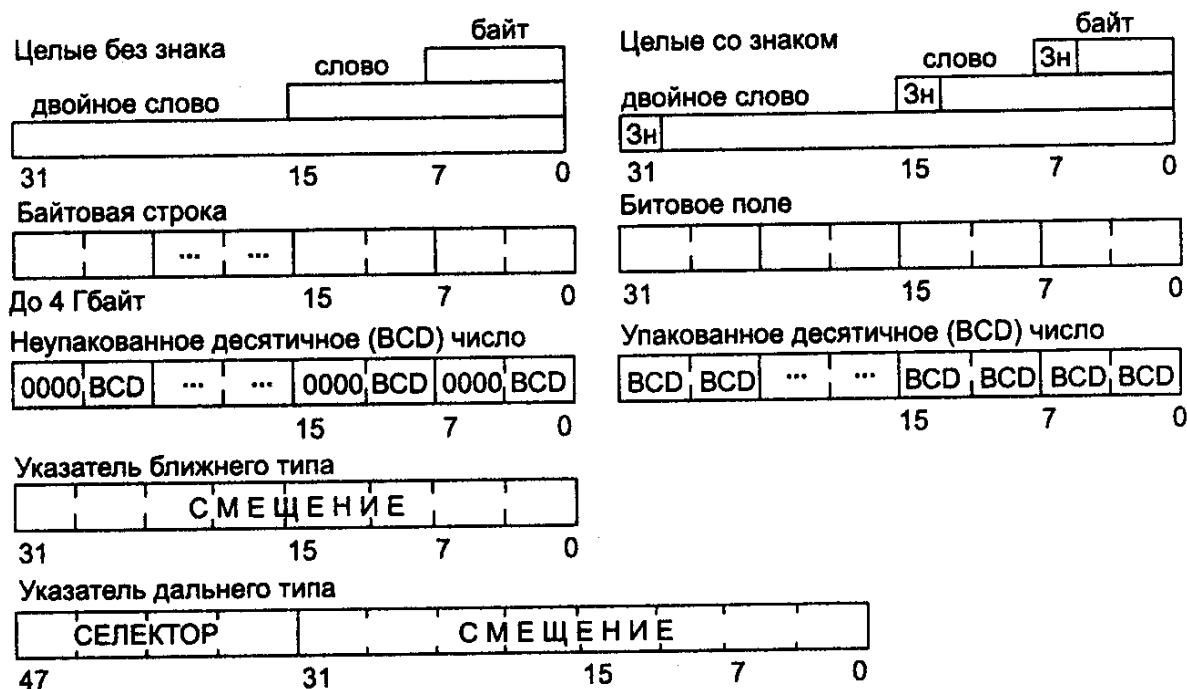 Целые без знака
байт
слово
двойное слово
31 15 7 0
Целые со знаком
байт
слово
Зн
двойное слово
Зн
Зн
31 15 7 0
Байтовая строка
... ...
До 4 Гбайт 15 7 0
Битовое поле
31 15 7 0
Неупакованное десятичное (BCD) число
0000 BCD ... ... 0000 BCD 0000 BCD
15 7 0
Упакованное десятичное (BCD) число
BCD BCD ... ... BCD BCD BCD BCD
15 7 0
Указатель ближнего типа
СМЕЩЕНИЕ
31 15 7 0
Указатель дальнего типа
СЕЛЕКТОР СМЕЩЕНИЕ
47 31 15 7 0